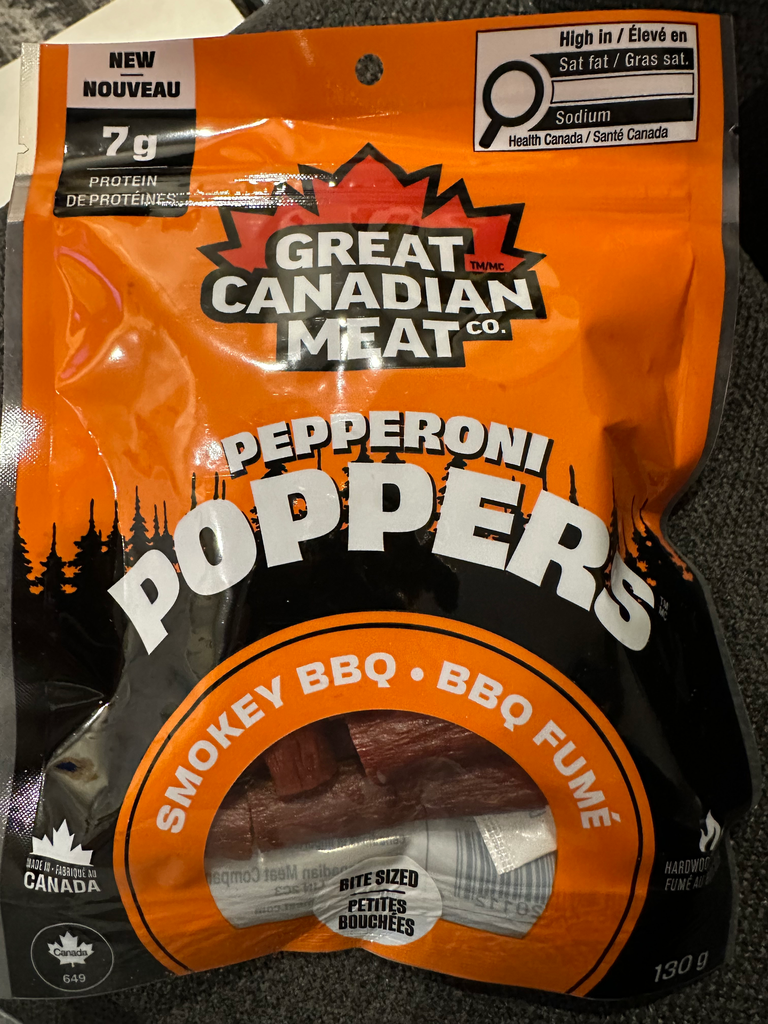 NEW
NOUVEAU
7g
PROTEIN
DE PROTÉINES
High in / Élevé en
Sat fat / Gras sat.
Sodium
Health Canada / Santé Canada
GREAT
CANADIAN
MEAT CO.
TM/MC
PEPPERONI
POPPERS
SMOKEY BBQ • BBQ FUMÉ
BITE SIZED
PETITES
BOUCHÉES
MADE IN • FABRIQUÉ AU
CANADA
Canada
649
FUMÉ AU
130 g